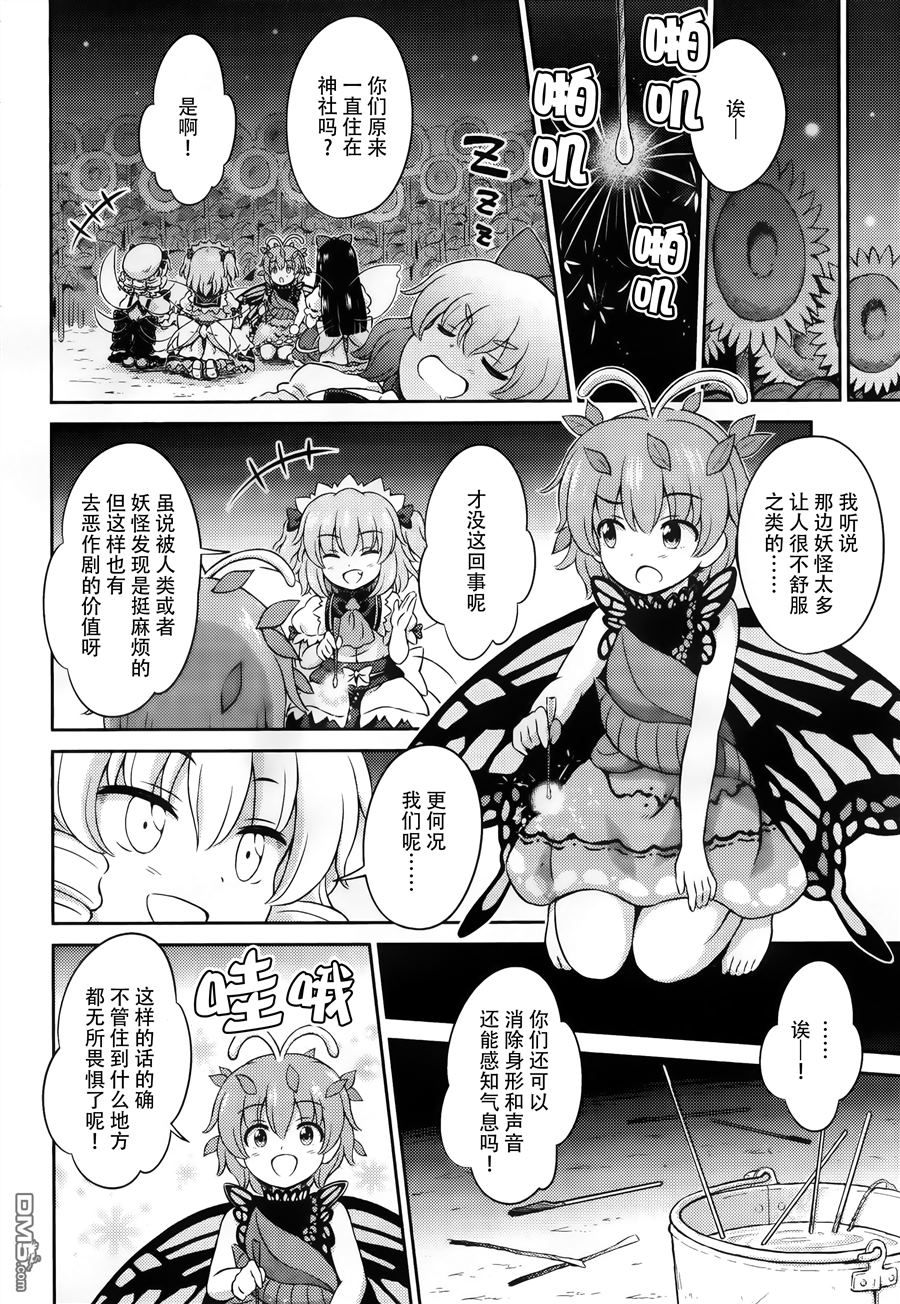 诶—
啪
叽
啪
叽
啪
叽
你们原来
一直住在
神社吗？
是啊！
Z
Z
Z
我听说
那边妖怪太多
让人很不舒服
之类的……
才没这回事呢
虽说被人类或者
妖怪发现是挺麻烦的
但这样也有
去恶作剧的价值呀
更何况
我们呢……
……
诶—！
你们还可以
消除身形和声音
还能感知气息吗！
哇哦
这样的话的确
不管住到什么地方
都无所畏惧了呢！
DM5.com